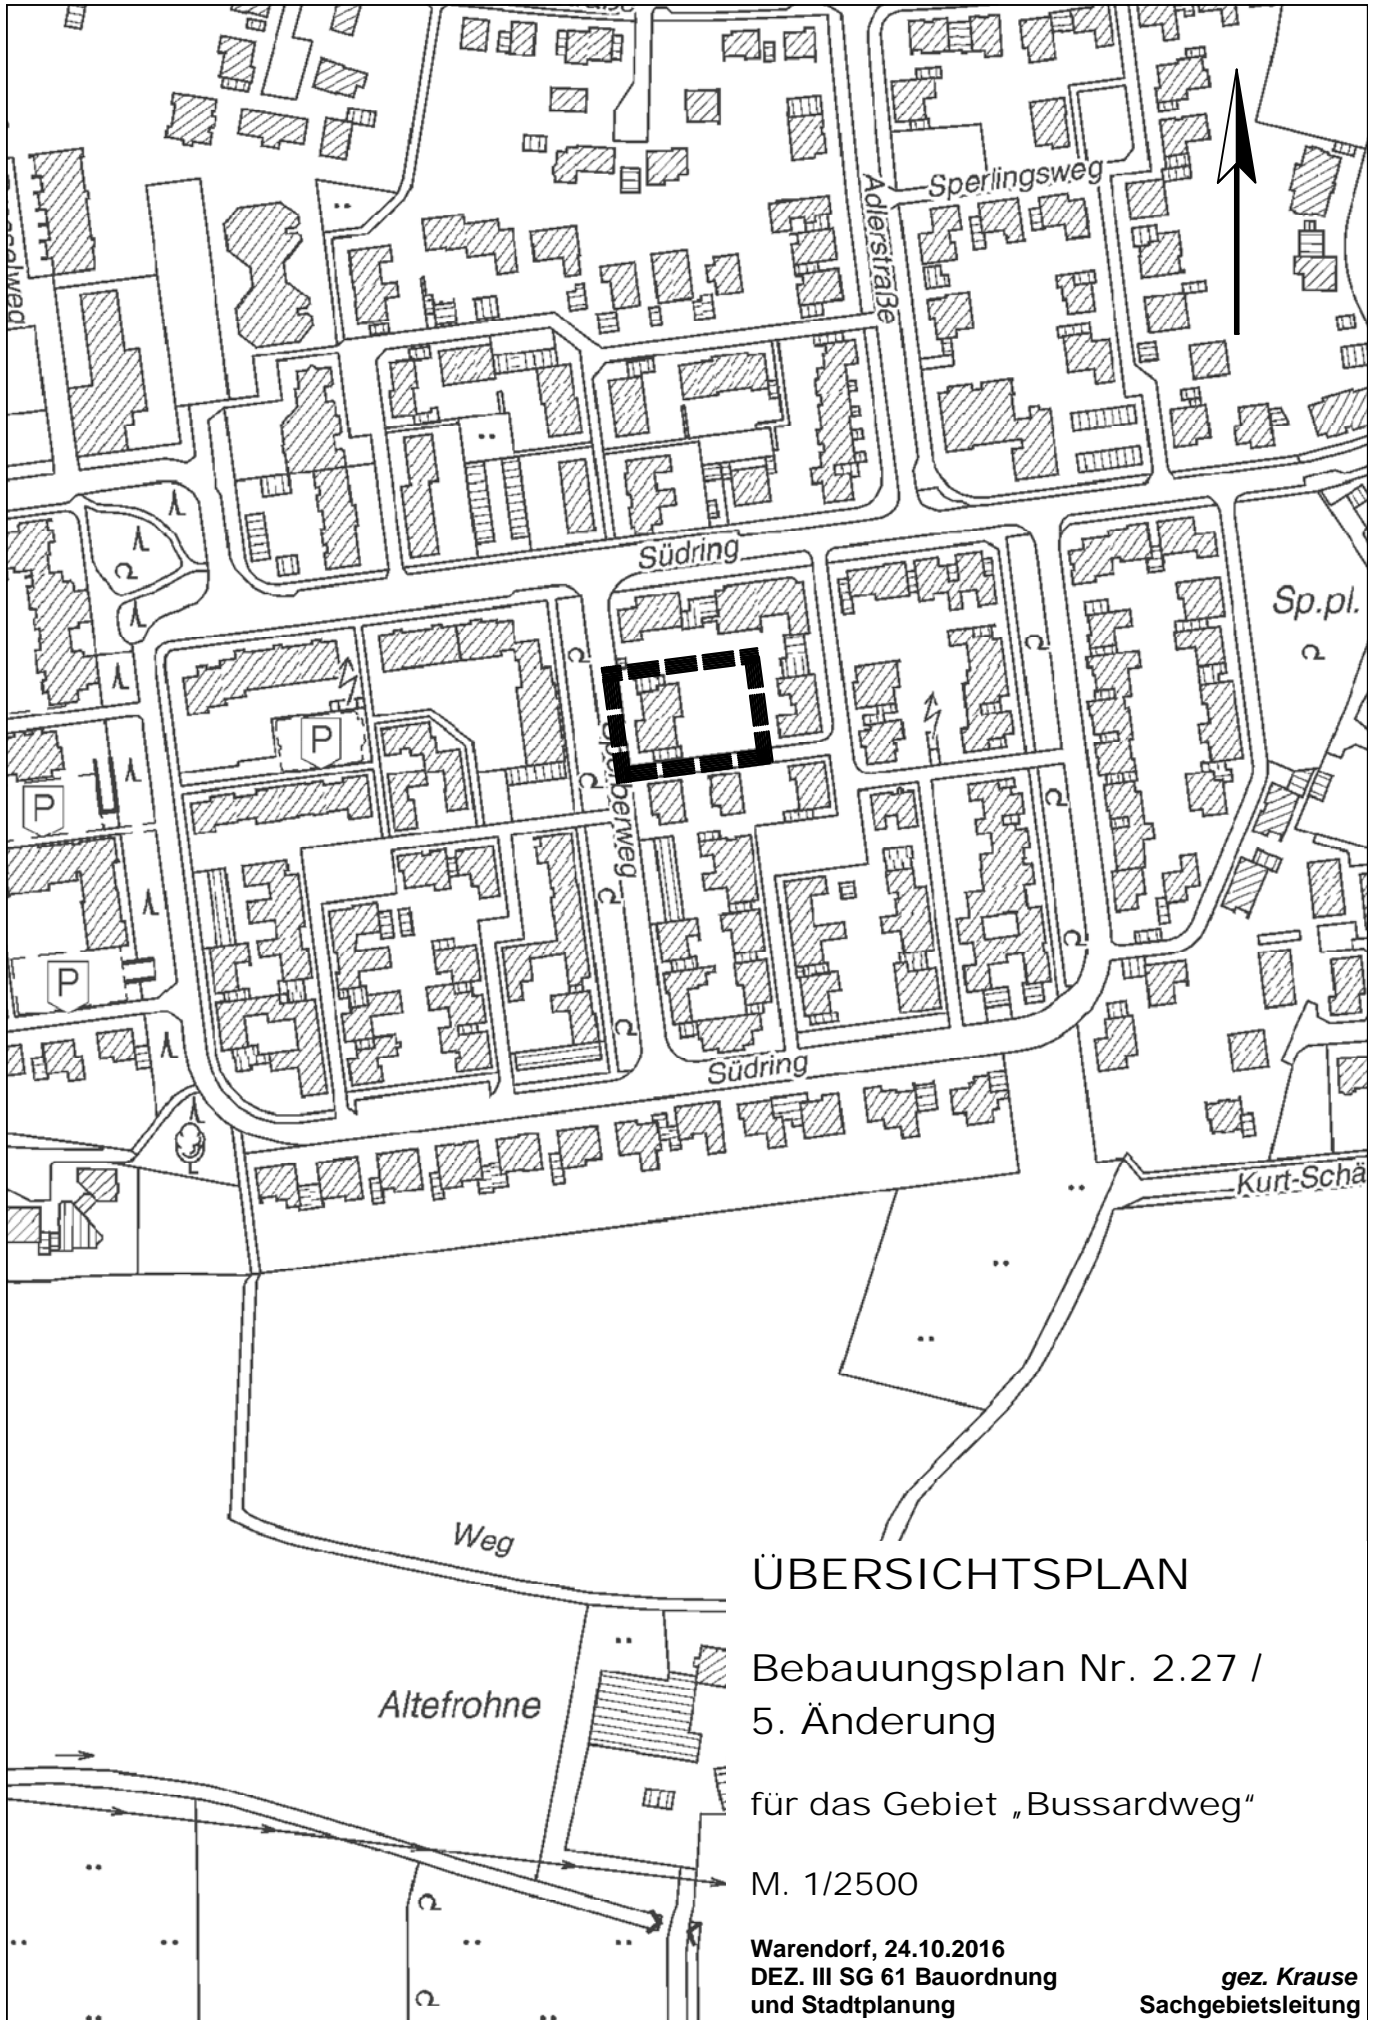 Sperlingsweg
Adlerstraße
Südring
Sp.pl.
P
P
P
Südring
Kurt-Schä
Weg
Altefrohne
ÜBERSICHTSPLAN
Bebauungsplan Nr. 2.27 /
5. Änderung
für das Gebiet „Bussardweg“
M. 1/2500
Warendorf, 24.10.2016
DEZ. III SG 61 Bauordnung
und Stadtplanung
gez. Krause
Sachgebietsleitung